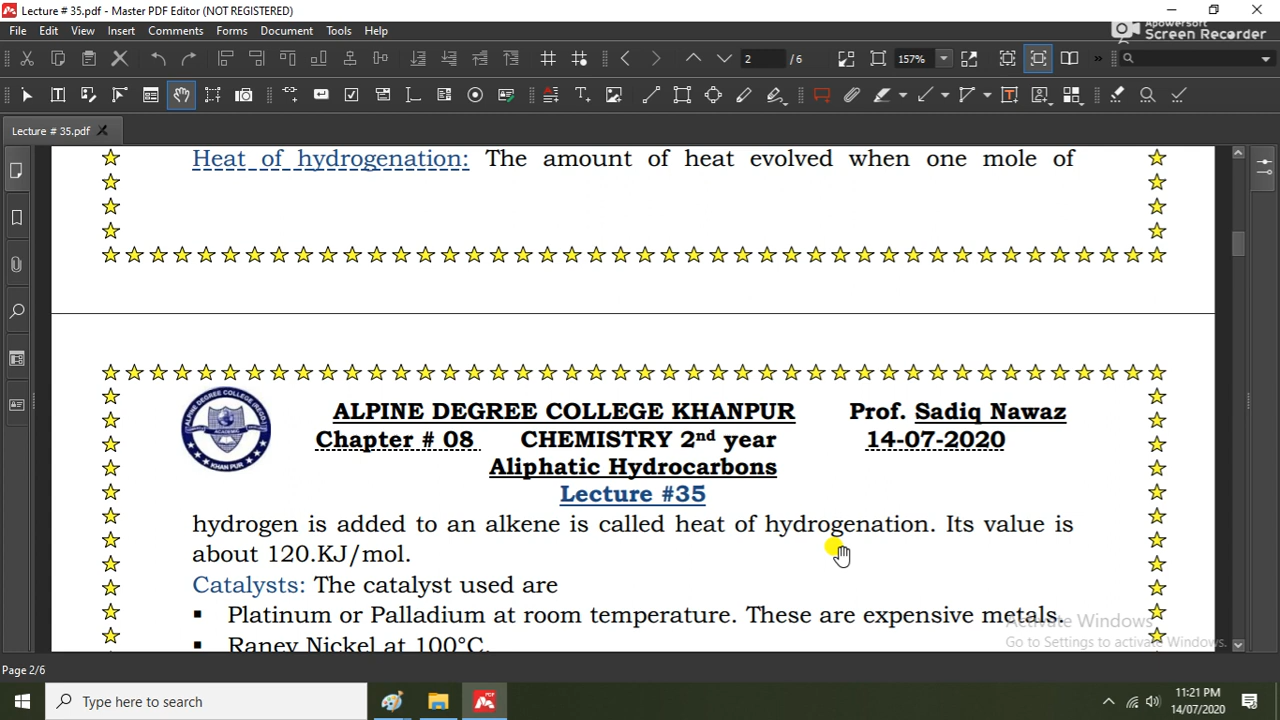 Lecture # 35.pdf - Master PDF Editor (NOT REGISTERED)
File Edit View Insert Comments Forms Document Tools Help
Apowersoft
Screen Recorder
2 /6 157%
Lecture # 35.pdf
Heat of hydrogenation: The amount of heat evolved when one mole of
ALPINE DEGREE COLLEGE KHANPUR Prof. Sadiq Nawaz
Chapter # 08 CHEMISTRY 2nd year 14-07-2020
Aliphatic Hydrocarbons
Lecture #35
hydrogen is added to an alkene is called heat of hydrogenation. Its value is
about 120.KJ/mol.
Catalysts: The catalyst used are
▪ Platinum or Palladium at room temperature. These are expensive metals.
▪ Raney Nickel at 100°C.
Activate Windows
Go to Settings to activate Windows.
Page 2/6
Type here to search
11:21 PM
14/07/2020